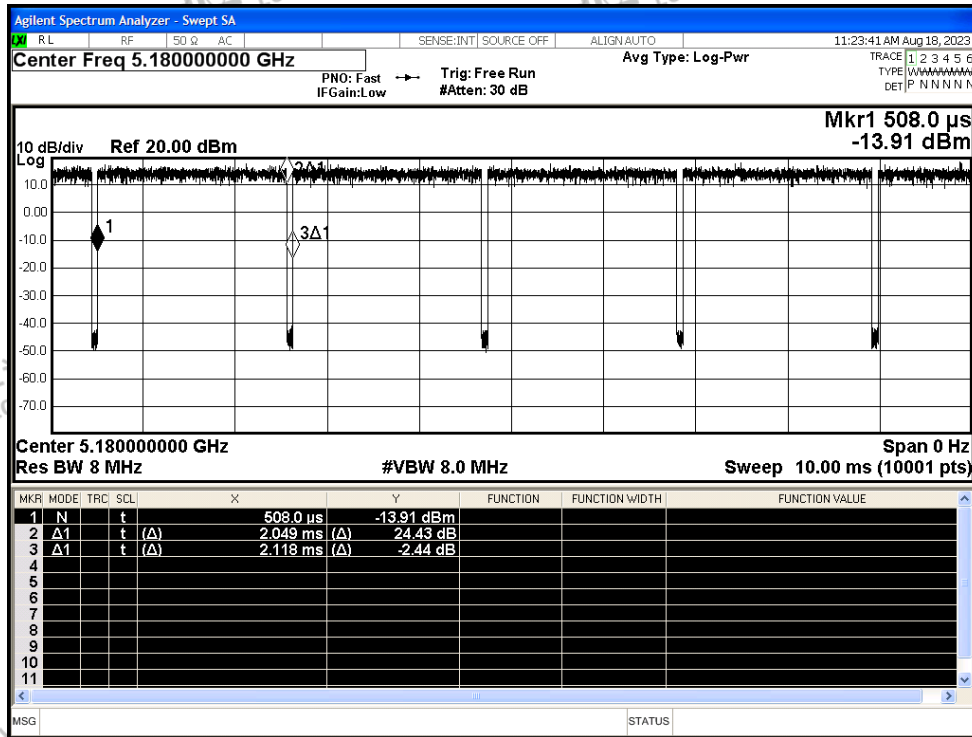 Agilent Spectrum Analyzer - Swept SA
LXI RL RF 50 Ω AC SENSE:INT SOURCE OFF ALIGN AUTO 11:23:41 AM Aug 18, 2023
Center Freq 5.180000000 GHz
PNO: Fast
IFGain:Low
Trig: Free Run
#Atten: 30 dB
Avg Type: Log-Pwr
TRACE 1 2 3 4 5 6
TYPE WWWWWW
DET P N N N N N
Mkr1 508.0 µs
-13.91 dBm
10 dB/div Ref 20.00 dBm
Log
10.0
0.00
-10.0
-20.0
-30.0
-40.0
-50.0
-60.0
-70.0
2Δ1
1
3Δ1
Center 5.180000000 GHz Span 0 Hz
Res BW 8 MHz #VBW 8.0 MHz Sweep 10.00 ms (10001 pts)
MKR MODE TRC SCL X Y FUNCTION FUNCTION WIDTH FUNCTION VALUE
1 N t 508.0 µs -13.91 dBm
2 Δ1 t (Δ) 2.049 ms (Δ) 24.43 dB
3 Δ1 t (Δ) 2.118 ms (Δ) -2.44 dB
4
5
6
7
8
9
10
11
MSG STATUS